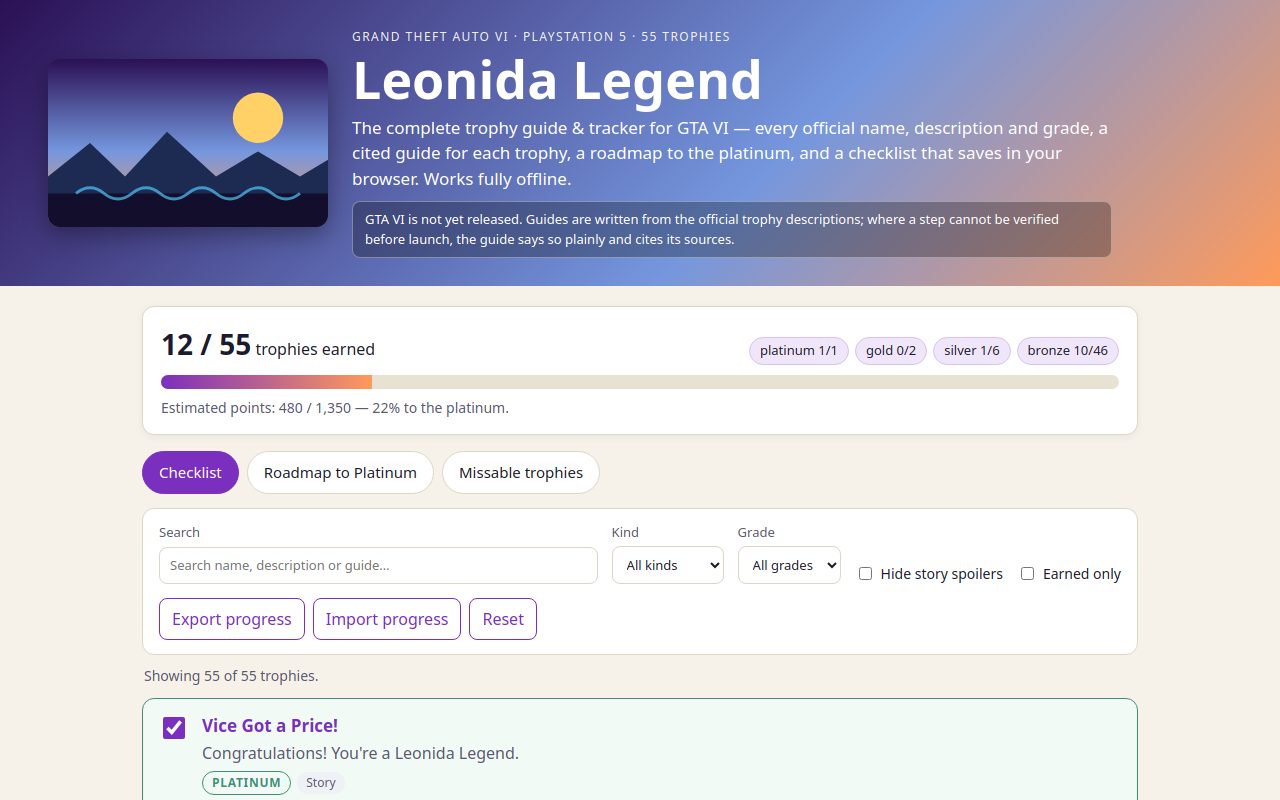 GRAND THEFT AUTO VI · PLAYSTATION 5 · 55 TROPHIES
Leonida Legend
The complete trophy guide & tracker for GTA VI — every official name, description and grade, a
cited guide for each trophy, a roadmap to the platinum, and a checklist that saves in your
browser. Works fully offline.
GTA VI is not yet released. Guides are written from the official trophy descriptions; where a step cannot be verified
before launch, the guide says so plainly and cites its sources.
12 / 55 trophies earned
platinum 1/1 gold 0/2 silver 1/6 bronze 10/46
Estimated points: 480 / 1,350 — 22% to the platinum.
Checklist Roadmap to Platinum Missable trophies
Search Kind Grade
Search name, description or guide... All kinds All grades Hide story spoilers Earned only
Export progress Import progress Reset
Showing 55 of 55 trophies.
Vice Got a Price!
Congratulations! You're a Leonida Legend.
PLATINUM Story